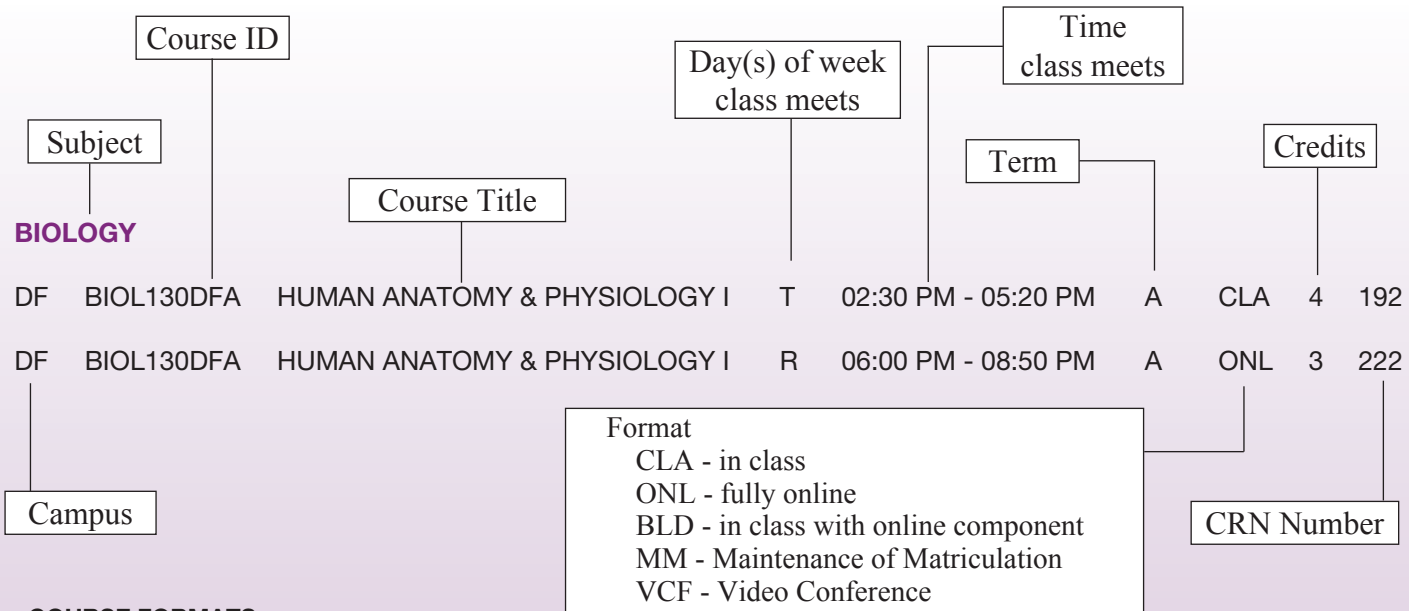 Course ID
Time
class meets
Day(s) of week
class meets
Subject
Term
Credits
Course Title
BIOLOGY
DF BIOL130DFA HUMAN ANATOMY & PHYSIOLOGY I T 02:30 PM - 05:20 PM A CLA 4 192
DF BIOL130DFA HUMAN ANATOMY & PHYSIOLOGY I R 06:00 PM - 08:50 PM A ONL 3 222
Format
CLA - in class
ONL - fully online
BLD - in class with online component
MM - Maintenance of Matriculation
VCF - Video Conference
Campus
CRN Number
COURSE FORMATS